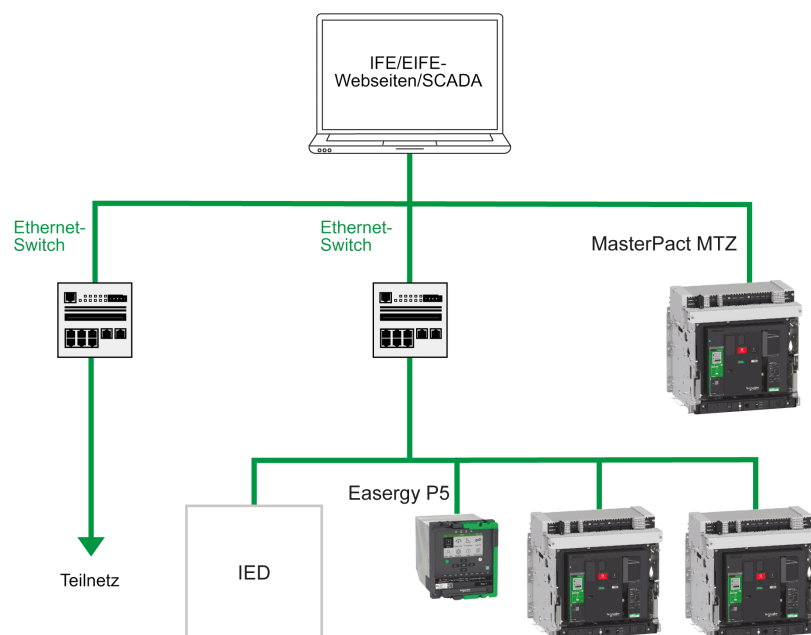 IFE/EIFE-
Webseiten/SCADA
Ethernet-
Switch
Ethernet-
Switch
MasterPact MTZ
Easergy P5
IED
Teilnetz